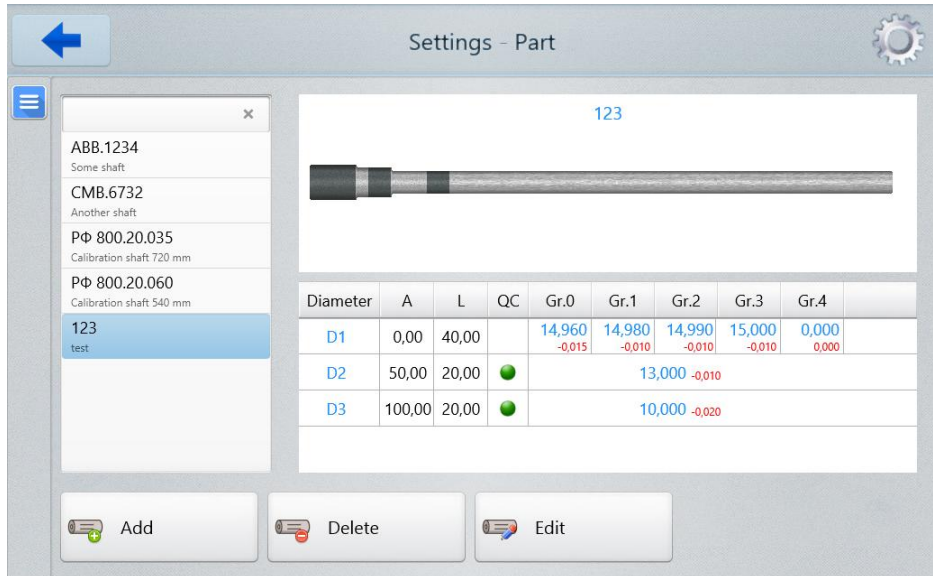 Settings - Part
×
ABB.1234
Some shaft
CMB.6732
Another shaft
РФ 800.20.035
Calibration shaft 720 mm
РФ 800.20.060
Calibration shaft 540 mm
123
test
123
Diameter A L QC Gr.0 Gr.1 Gr.2 Gr.3 Gr.4
D1 0,00 40,00 14,960 -0,015 14,980 -0,010 14,990 -0,010 15,000 -0,010 0,000 0,000
D2 50,00 20,00 13,000 -0,010
D3 100,00 20,00 10,000 -0,020
Add Delete Edit